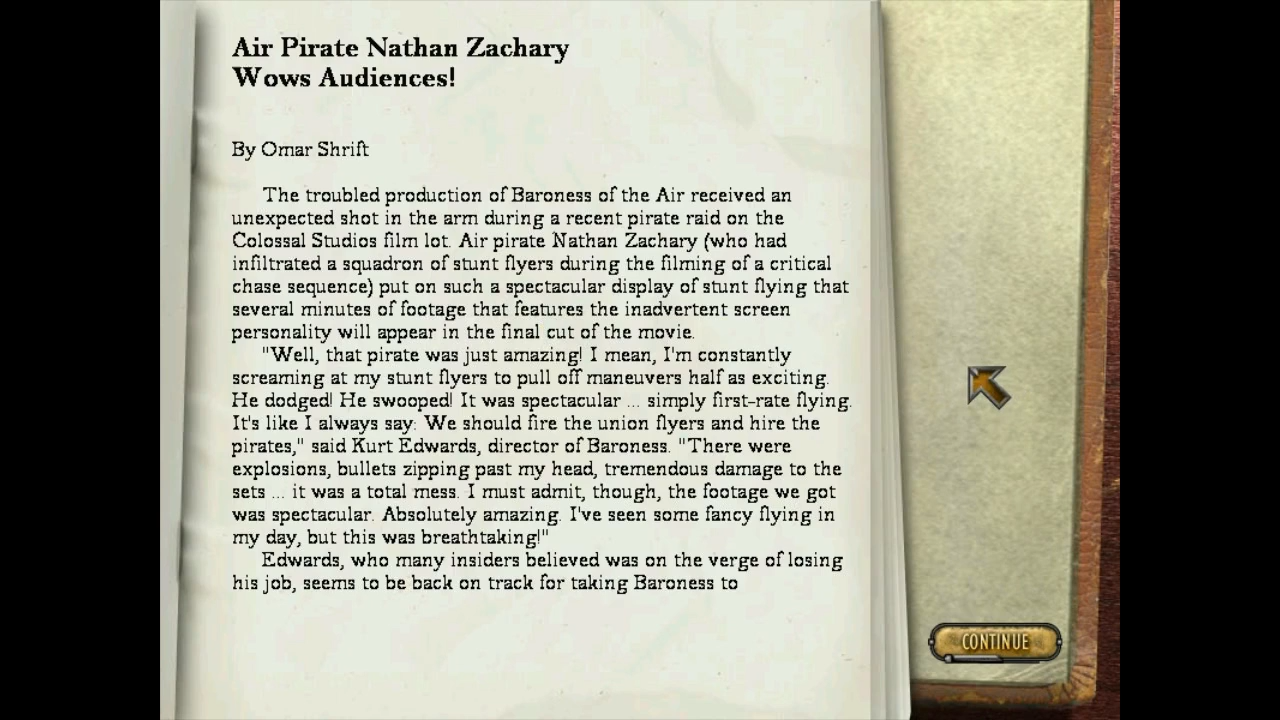 Air Pirate Nathan Zachary
Wows Audiences!
By Omar Shrift
The troubled production of Baroness of the Air received an
unexpected shot in the arm during a recent pirate raid on the
Colossal Studios film lot. Air pirate Nathan Zachary (who had
infiltrated a squadron of stunt flyers during the filming of a critical
chase sequence) put on such a spectacular display of stunt flying that
several minutes of footage that features the inadvertent screen
personality will appear in the final cut of the movie.
"Well, that pirate was just amazing! I mean, I'm constantly
screaming at my stunt flyers to pull off maneuvers half as exciting.
He dodged! He swooped! It was spectacular ... simply first-rate flying.
It's like I always say: We should fire the union flyers and hire the
pirates," said Kurt Edwards, director of Baroness. "There were
explosions, bullets zipping past my head, tremendous damage to the
sets ... it was a total mess. I must admit, though, the footage we got
was spectacular. Absolutely amazing. I've seen some fancy flying in
my day, but this was breathtaking!"
Edwards, who many insiders believed was on the verge of losing
his job, seems to be back on track for taking Baroness to
CONTINUE